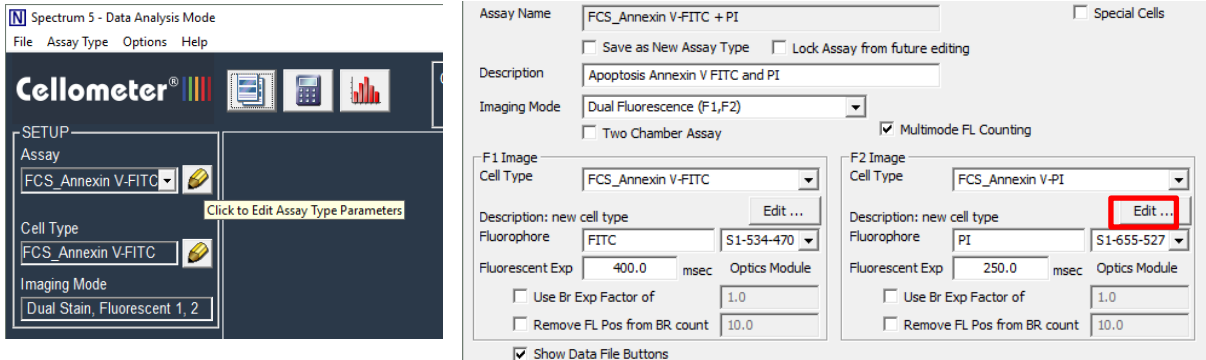 Spectrum 5 - Data Analysis Mode
File Assay Type Options Help
Cellometer®
SETUP
Assay
FCS_Annexin V-FITC
Click to Edit Assay Type Parameters
Cell Type
FCS_Annexin V-FITC
Imaging Mode
Dual Stain, Fluorescent 1, 2
Assay Name FCS_Annexin V-FITC + PI Special Cells
Save as New Assay Type Lock Assay from future editing
Description Apoptosis Annexin V FITC and PI
Imaging Mode Dual Fluorescence (F1,F2)
Two Chamber Assay Multimode FL Counting
F1 Image
Cell Type FCS_Annexin V-FITC
Description: new cell type Edit ...
Fluorophore FITC S1-534-470
Fluorescent Exp 400.0 msec Optics Module
Use Br Exp Factor of 1.0
Remove FL Pos from BR count 10.0
F2 Image
Cell Type FCS_Annexin V-PI
Description: new cell type Edit ...
Fluorophore PI S1-655-527
Fluorescent Exp 250.0 msec Optics Module
Use Br Exp Factor of 1.0
Remove FL Pos from BR count 10.0
Show Data File Buttons